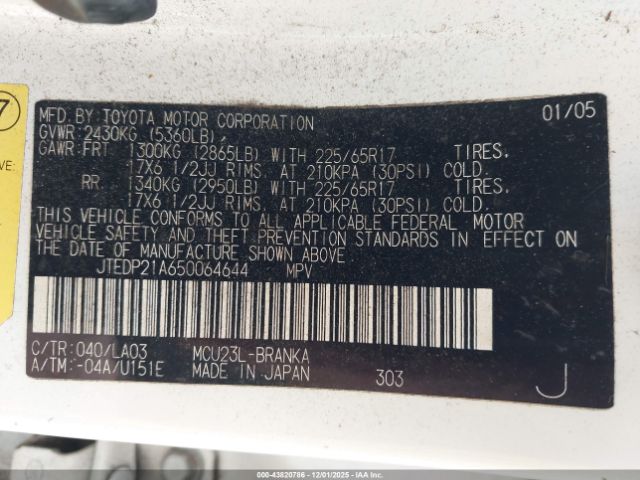 MFD.BY TOYOTA MOTOR CORPORATION 01/05
GVWR:2430KG (5360LB),
GAWR:FRT 1300KG (2865LB) WITH 225/65R17 TIRES,
17X6 1/2JJ RIMS, AT 210KPA (30PSI) COLD.
RR 1340KG (2950LB) WITH 225/65R17 TIRES,
17X6 1/2JJ RIMS, AT 210KPA (30PSI) COLD.
THIS VEHICLE CONFORMS TO ALL APPLICABLE FEDERAL MOTOR
VEHICLE SAFETY AND THEFT PREVENTION STANDARDS IN EFFECT ON
THE DATE OF MANUFACTURE SHOWN ABOVE.
JTEDP21A650064644 MPV
C/TR:040/LA03 MCU23L-BRANKA
A/TM:-04A/U151E MADE IN JAPAN 303 J
7
VE:
000-43820786 - 12/01/2025 - IAAI.COM